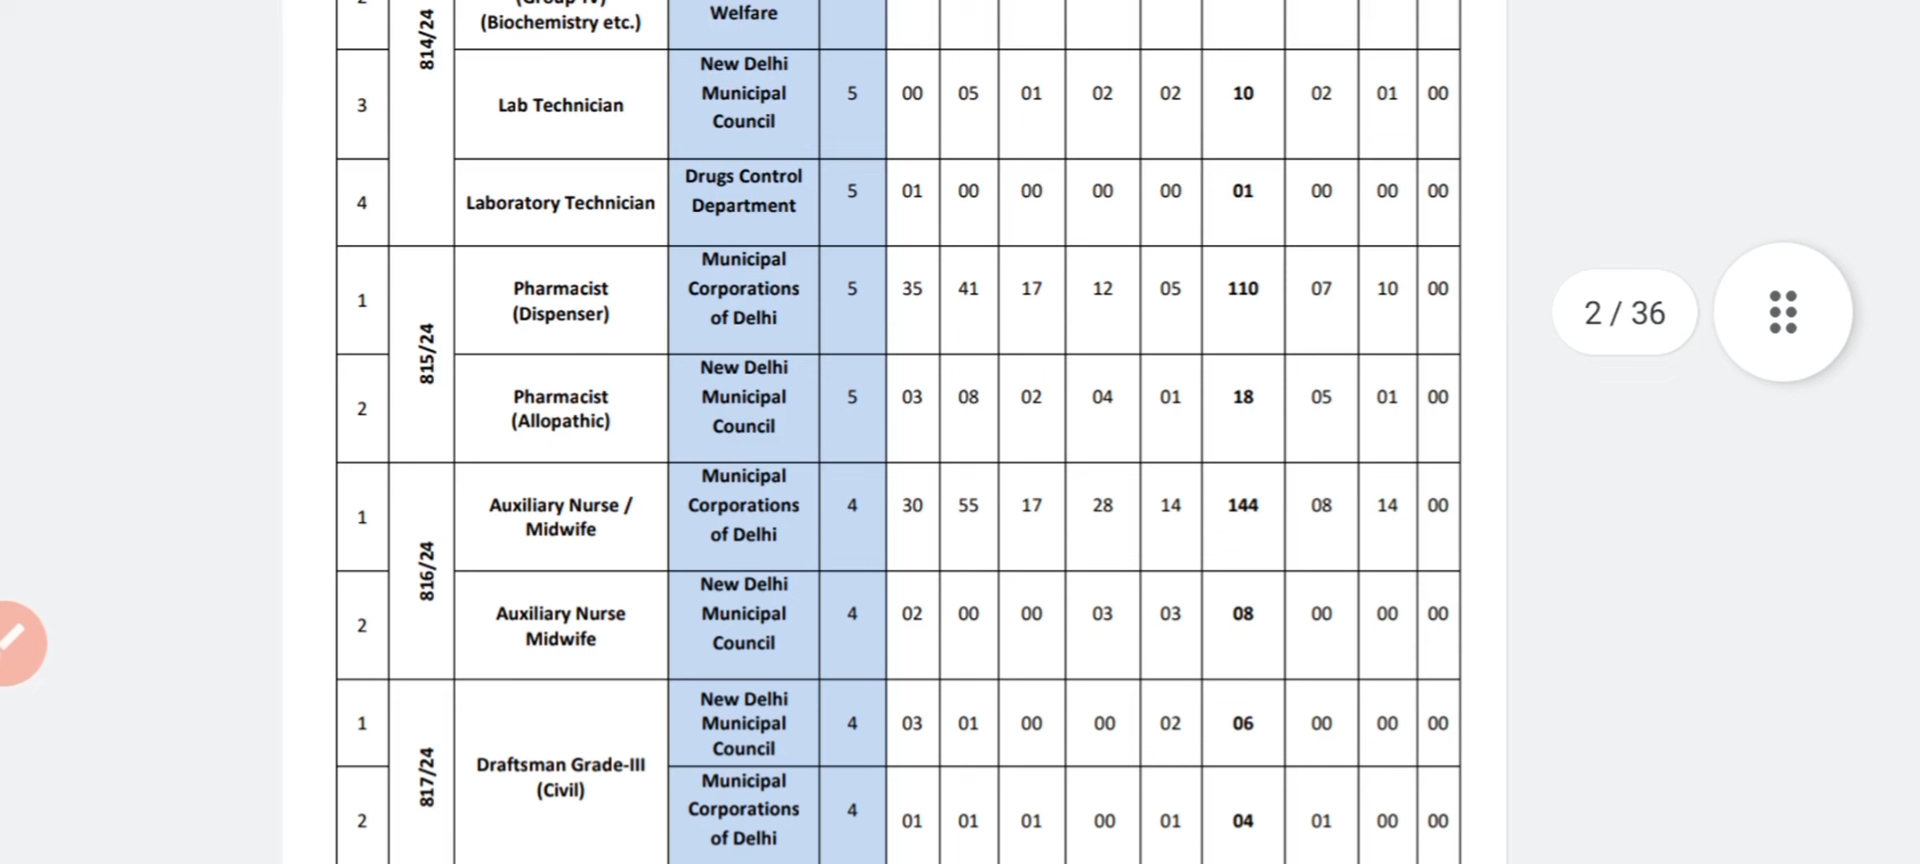 2
(Group-IV)
(Biochemistry etc.)
Welfare
814/24
3
Lab Technician
New Delhi
Municipal
Council
5 00 05 01 02 02 10 02 01 00
4
Laboratory Technician
Drugs Control
Department
5 01 00 00 00 00 01 00 00 00
815/24
1
Pharmacist
(Dispenser)
Municipal
Corporations
of Delhi
5 35 41 17 12 05 110 07 10 00
2
Pharmacist
(Allopathic)
New Delhi
Municipal
Council
5 03 08 02 04 01 18 05 01 00
816/24
1
Auxiliary Nurse /
Midwife
Municipal
Corporations
of Delhi
4 30 55 17 28 14 144 08 14 00
2
Auxiliary Nurse
Midwife
New Delhi
Municipal
Council
4 02 00 00 03 03 08 00 00 00
817/24
1
Draftsman Grade-III
(Civil)
New Delhi
Municipal
Council
4 03 01 00 00 02 06 00 00 00
2
Municipal
Corporations
of Delhi
4 01 01 01 00 01 04 01 00 00
2 / 36